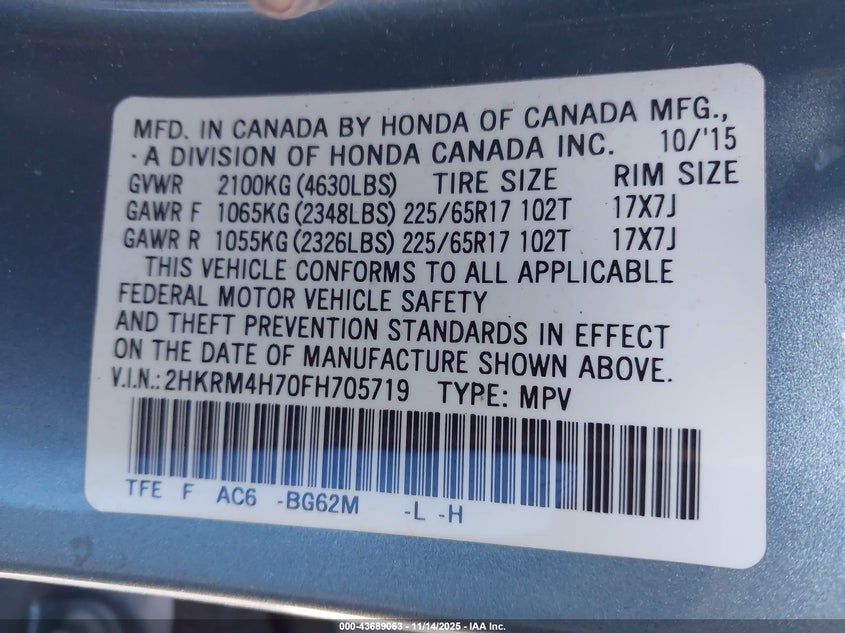 MFD. IN CANADA BY HONDA OF CANADA MFG.,
A DIVISION OF HONDA CANADA INC. 10/'15
GVWR 2100KG (4630LBS) TIRE SIZE RIM SIZE
GAWR F 1065KG (2348LBS) 225/65R17 102T 17X7J
GAWR R 1055KG (2326LBS) 225/65R17 102T 17X7J
THIS VEHICLE CONFORMS TO ALL APPLICABLE
FEDERAL MOTOR VEHICLE SAFETY
AND THEFT PREVENTION STANDARDS IN EFFECT
ON THE DATE OF MANUFACTURE SHOWN ABOVE.
V.I.N.: 2HKRM4H70FH705719 TYPE: MPV
TFE F AC6 -BG62M -L -H
000-43689063 - 11/14/2025 - IAA Inc.